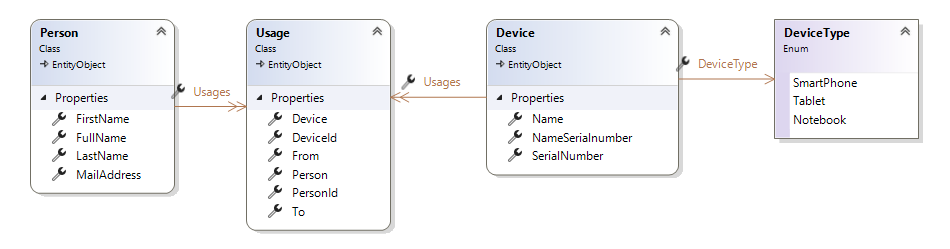 Person
Class
EntityObject
Properties
FirstName
FullName
LastName
MailAddress
Usages
Usage
Class
EntityObject
Properties
Device
DeviceId
From
Person
PersonId
To
Usages
Device
Class
EntityObject
Properties
Name
NameSerialnumber
SerialNumber
DeviceType
DeviceType
Enum
SmartPhone
Tablet
Notebook